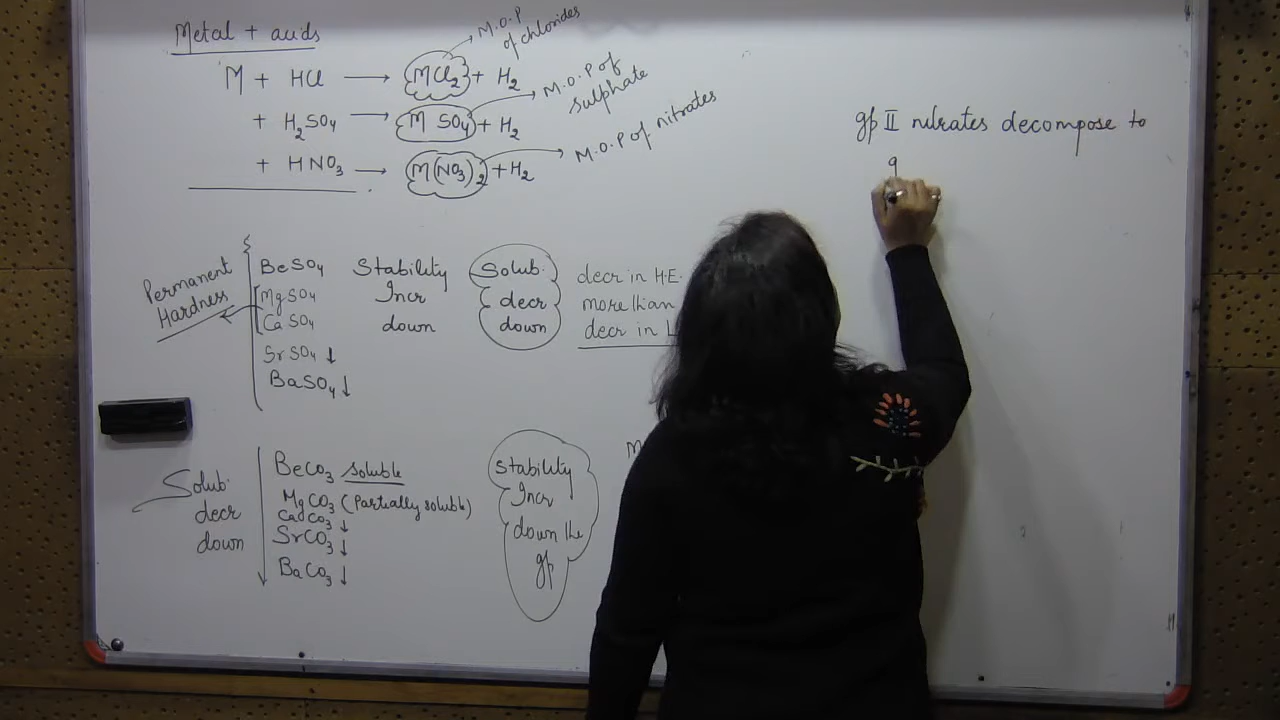 Metal + acids
M + HCl → MCl₂ + H₂
M.O.P of chlorides
+ H₂SO₄ → M SO₄ + H₂
M.O.P of sulphate
+ HNO₃ → M(NO₃)₂ + H₂
M.O.P of nitrates
Permanent
Hardness
BeSO₄
MgSO₄
CaSO₄
SrSO₄ ↓
BaSO₄ ↓
Stability
Incr
down
Solub.
decr
down
decr in H.E.
more than
decr in L
Solub.
decr
down
BeCO₃ soluble
MgCO₃ (Partially soluble)
CaCO₃ ↓
SrCO₃ ↓
BaCO₃ ↓
Stability
Incr
down the
gp
M
gp II nitrates decompose to
g